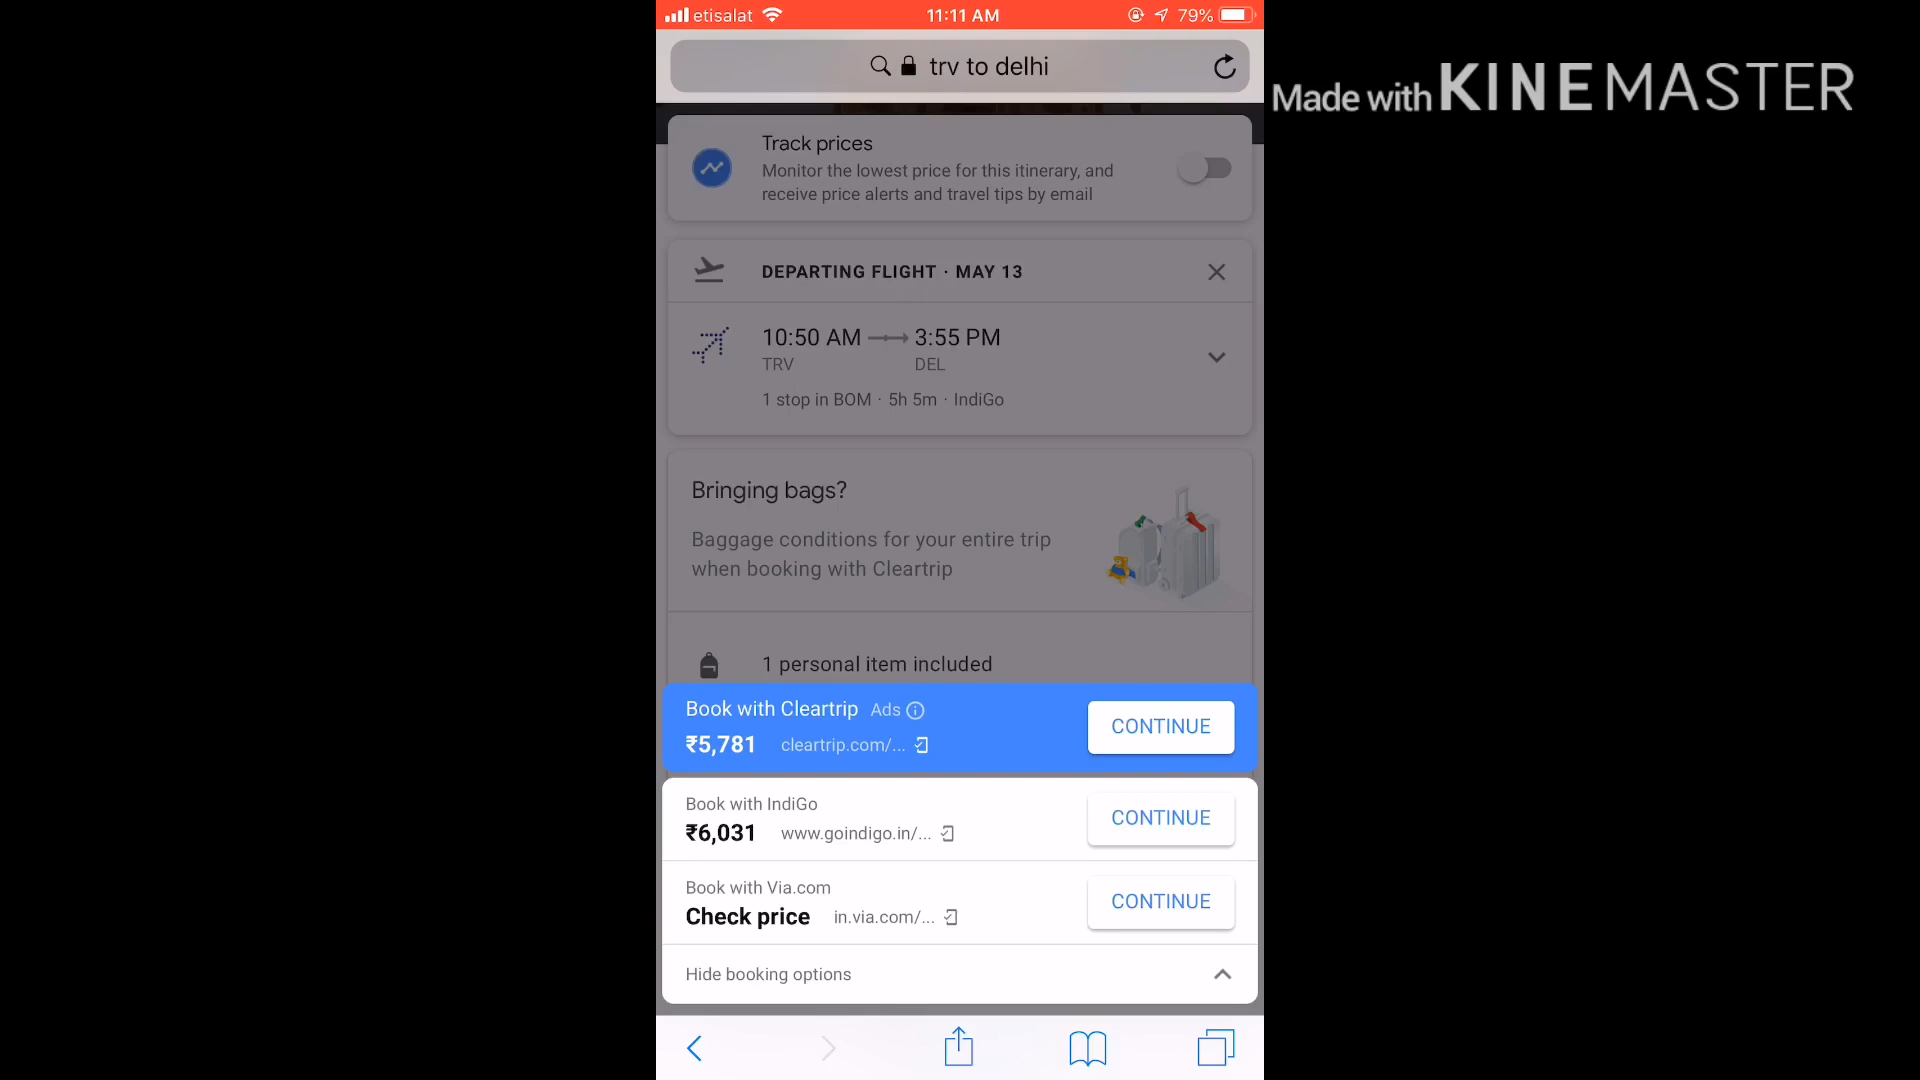 etisalat
11:11 AM
79%
trv to delhi
Made with KINEMASTER
Track prices
Monitor the lowest price for this itinerary, and
receive price alerts and travel tips by email
DEPARTING FLIGHT · MAY 13
10:50 AM
3:55 PM
TRV
DEL
1 stop in BOM · 5h 5m · IndiGo
Bringing bags?
Baggage conditions for your entire trip
when booking with Cleartrip
1 personal item included
Book with Cleartrip Ads
₹5,781 cleartrip.com/...
CONTINUE
Book with IndiGo
₹6,031 www.goindigo.in/...
CONTINUE
Book with Via.com
Check price in.via.com/...
CONTINUE
Hide booking options